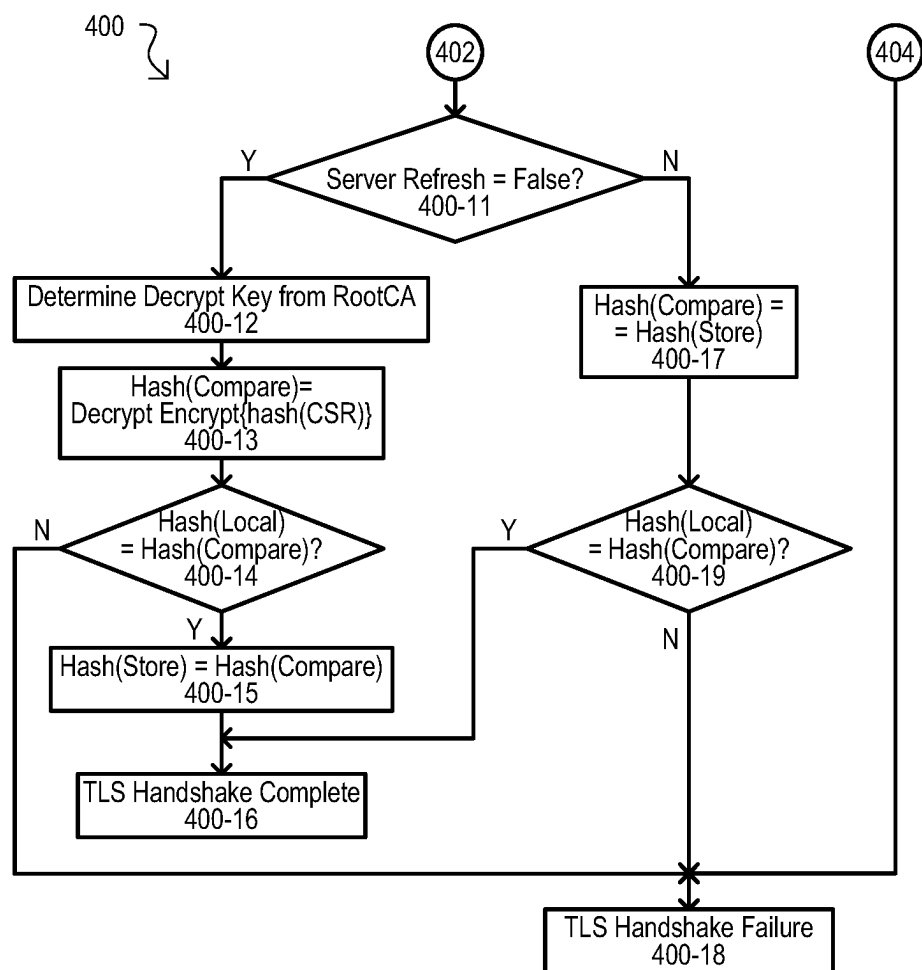 400
402
404
Y
N
Server Refresh = False?
400-11
Determine Decrypt Key from RootCA
400-12
Hash(Compare) =
= Hash(Store)
400-17
Hash(Compare)=
Decrypt Encrypt{hash(CSR)}
400-13
N
Hash(Local)
= Hash(Compare)?
400-14
Y
Y
Hash(Local)
= Hash(Compare)?
400-19
N
Hash(Store) = Hash(Compare)
400-15
TLS Handshake Complete
400-16
TLS Handshake Failure
400-18